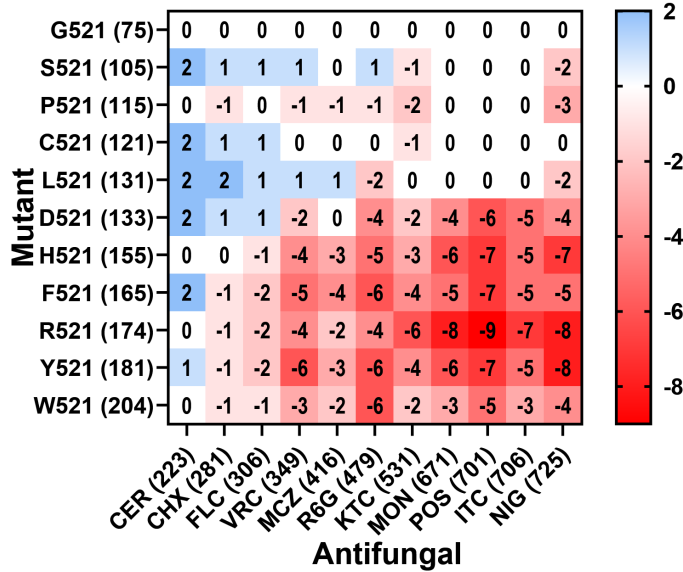 G521 (75) 0 0 0 0 0 0 0 0 0 0 0
S521 (105) 2 1 1 1 0 1 -1 0 0 0 -2
P521 (115) 0 -1 0 -1 -1 -1 -2 0 0 0 -3
C521 (121) 2 1 1 0 0 0 -1 0 0 0 0
L521 (131) 2 2 1 1 1 -2 0 0 0 0 -2
D521 (133) 2 1 1 -2 0 -4 -2 -4 -6 -5 -4
H521 (155) 0 0 -1 -4 -3 -5 -3 -6 -7 -5 -7
F521 (165) 2 -1 -2 -5 -4 -6 -4 -5 -7 -5 -5
R521 (174) 0 -1 -2 -4 -2 -4 -6 -8 -9 -7 -8
Y521 (181) 1 -1 -2 -6 -3 -6 -4 -6 -7 -5 -8
W521 (204) 0 -1 -1 -3 -2 -6 -2 -3 -5 -3 -4
Mutant
CER (223)
CHX (281)
FLC (306)
VRC (349)
MCZ (416)
R6G (479)
KTC (531)
MON (671)
POS (701)
ITC (706)
NIG (725)
Antifungal
2
0
-2
-4
-6
-8